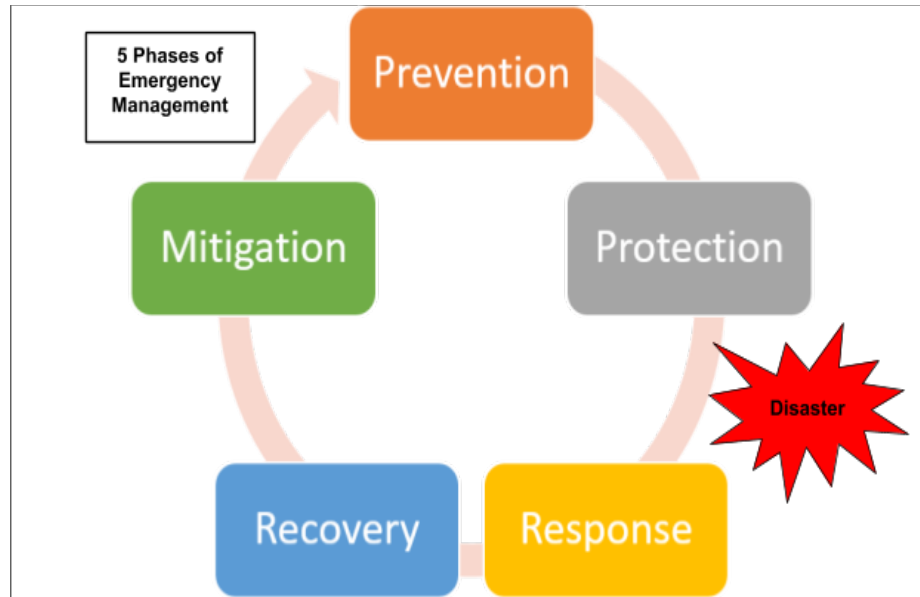 5 Phases of
Emergency
Management
Prevention
Protection
Disaster
Response
Recovery
Mitigation